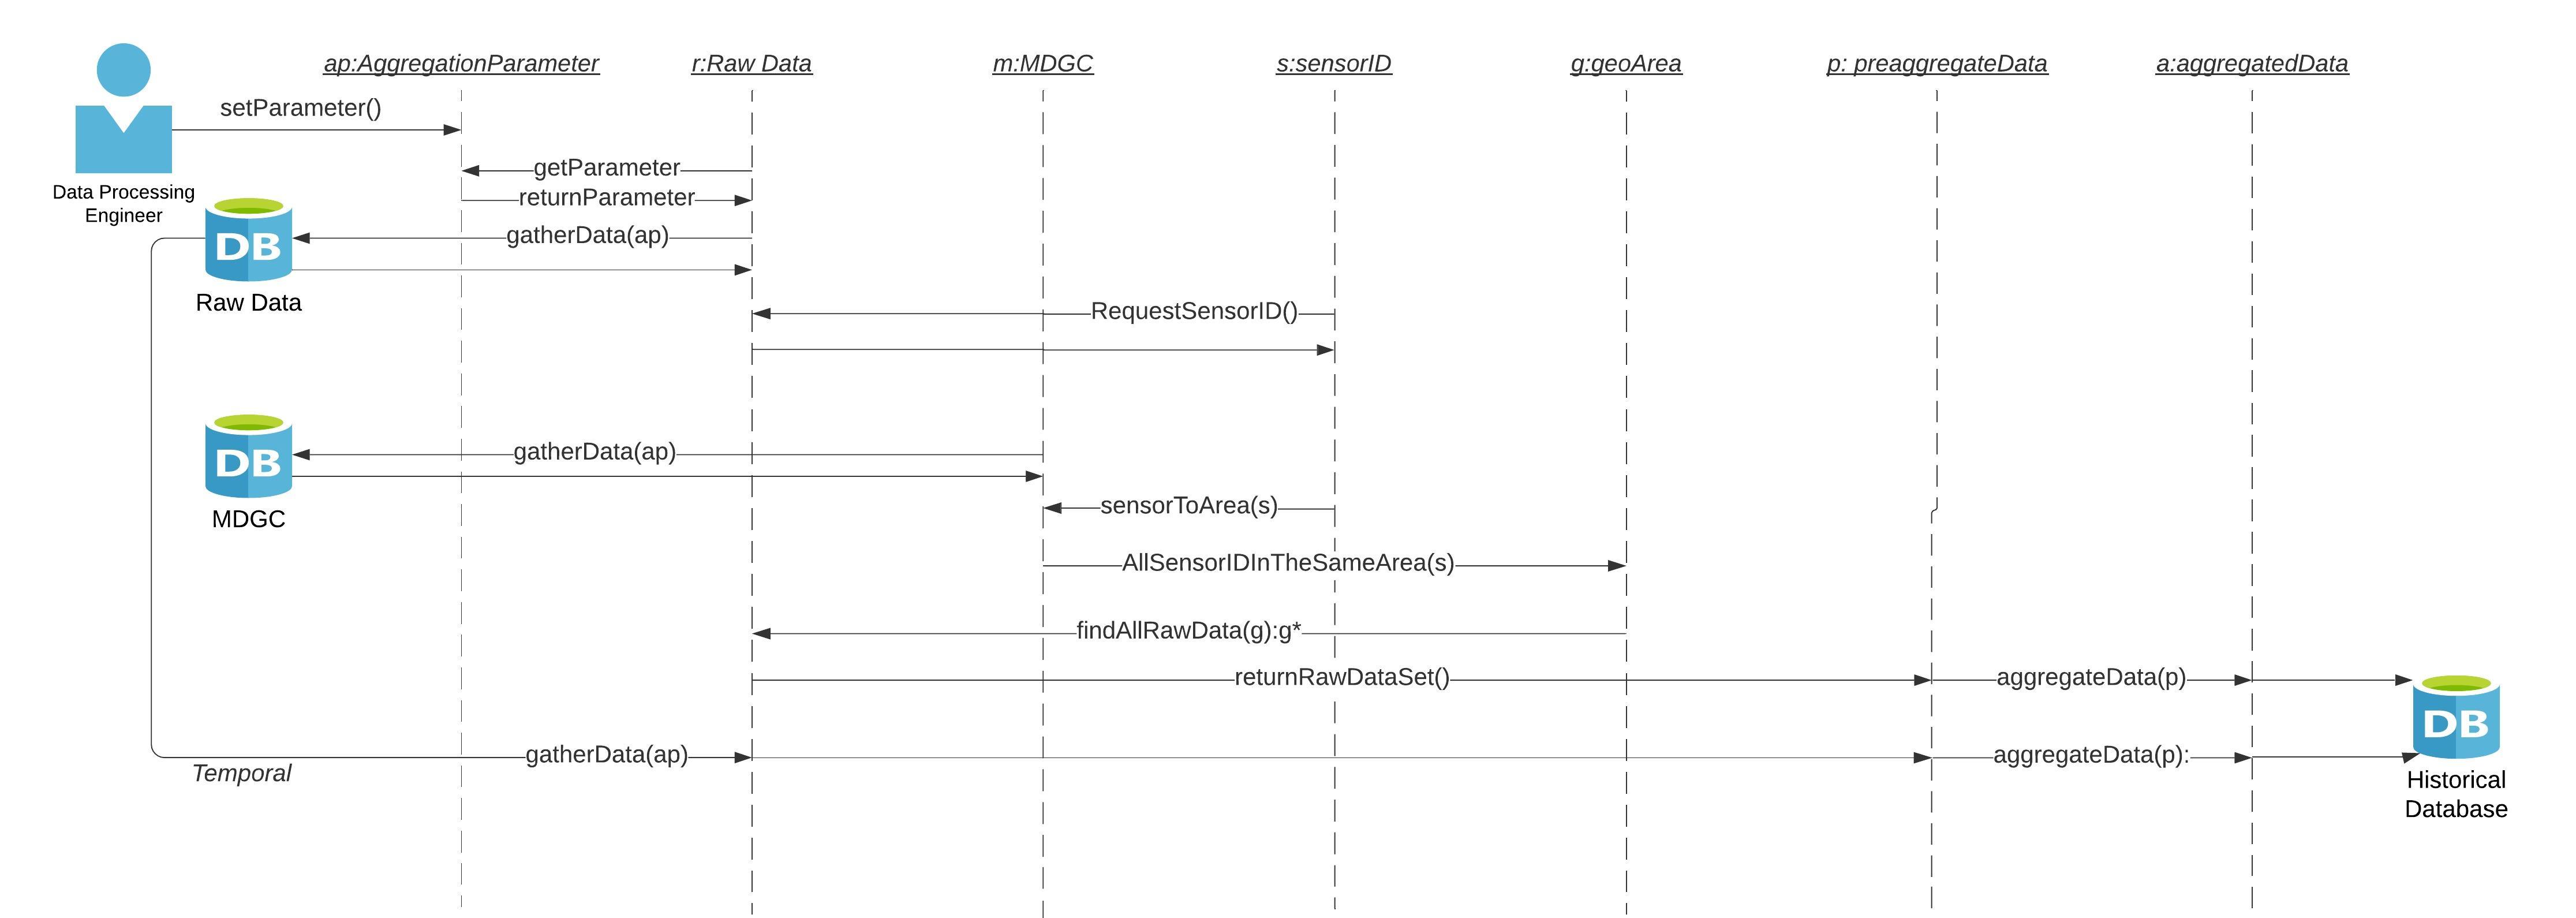 ap:AggregationParameter
r:Raw Data
m:MDGC
s:sensorID
g:geoArea
p: preaggregateData
a:aggregatedData
setParameter()
getParameter
Data Processing
Engineer
returnParameter
gatherData(ap)
DB
Raw Data
RequestSensorID()
gatherData(ap)
DB
MDGC
sensorToArea(s)
AllSensorIDInTheSameArea(s)
findAllRawData(g):g*
returnRawDataSet()
aggregateData(p)
DB
gatherData(ap)
aggregateData(p):
Temporal
Historical
Database